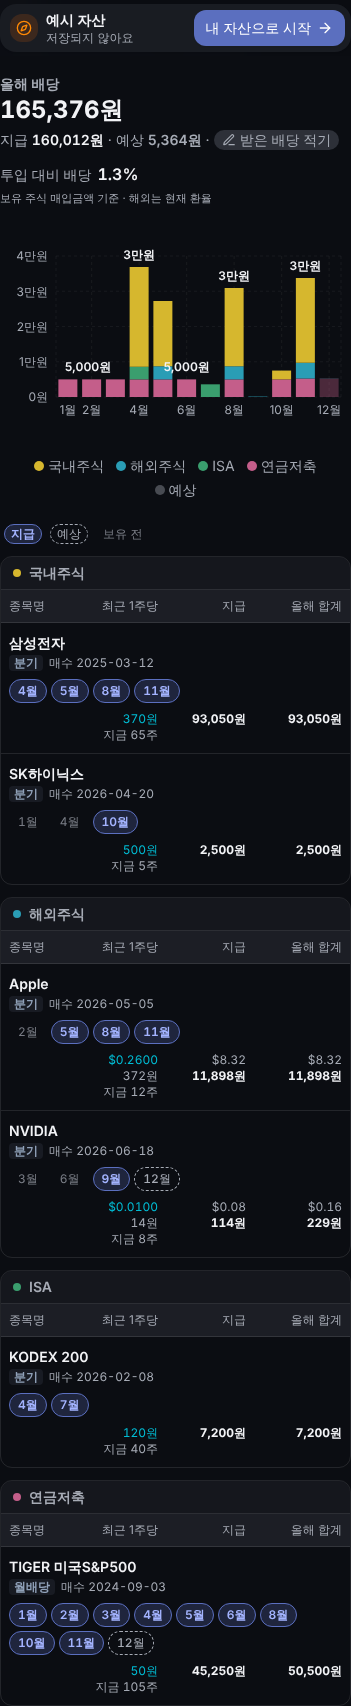 예시 자산
저장되지 않아요
내 자산으로 시작 →
올해 배당
165,376원
지급 160,012원 · 예상 5,364원 · 받은 배당 적기
투입 대비 배당 1.3%
보유 주식 매입금액 기준 · 해외는 현재 환율
4만원
3만원
2만원
1만원
0원
3만원
3만원
3만원
5,000원
5,000원
1월 2월 4월 6월 8월 10월 12월
국내주식 해외주식 ISA 연금저축
예상
지급 예상 보유 전
국내주식
종목명 최근 1주당 지급 올해 합계
삼성전자
분기 매수 2025-03-12
4월 5월 8월 11월
370원 93,050원 93,050원
지금 65주
SK하이닉스
분기 매수 2026-04-20
1월 4월 10월
500원 2,500원 2,500원
지금 5주
해외주식
종목명 최근 1주당 지급 올해 합계
Apple
분기 매수 2026-05-05
2월 5월 8월 11월
$0.2600 $8.32 $8.32
372원 11,898원 11,898원
지금 12주
NVIDIA
분기 매수 2026-06-18
3월 6월 9월 12월
$0.0100 $0.08 $0.16
14원 114원 229원
지금 8주
ISA
종목명 최근 1주당 지급 올해 합계
KODEX 200
분기 매수 2026-02-08
4월 7월
120원 7,200원 7,200원
지금 40주
연금저축
종목명 최근 1주당 지급 올해 합계
TIGER 미국S&P500
월배당 매수 2024-09-03
1월 2월 3월 4월 5월 6월 8월
10월 11월 12월
50원 45,250원 50,500원
지금 105주